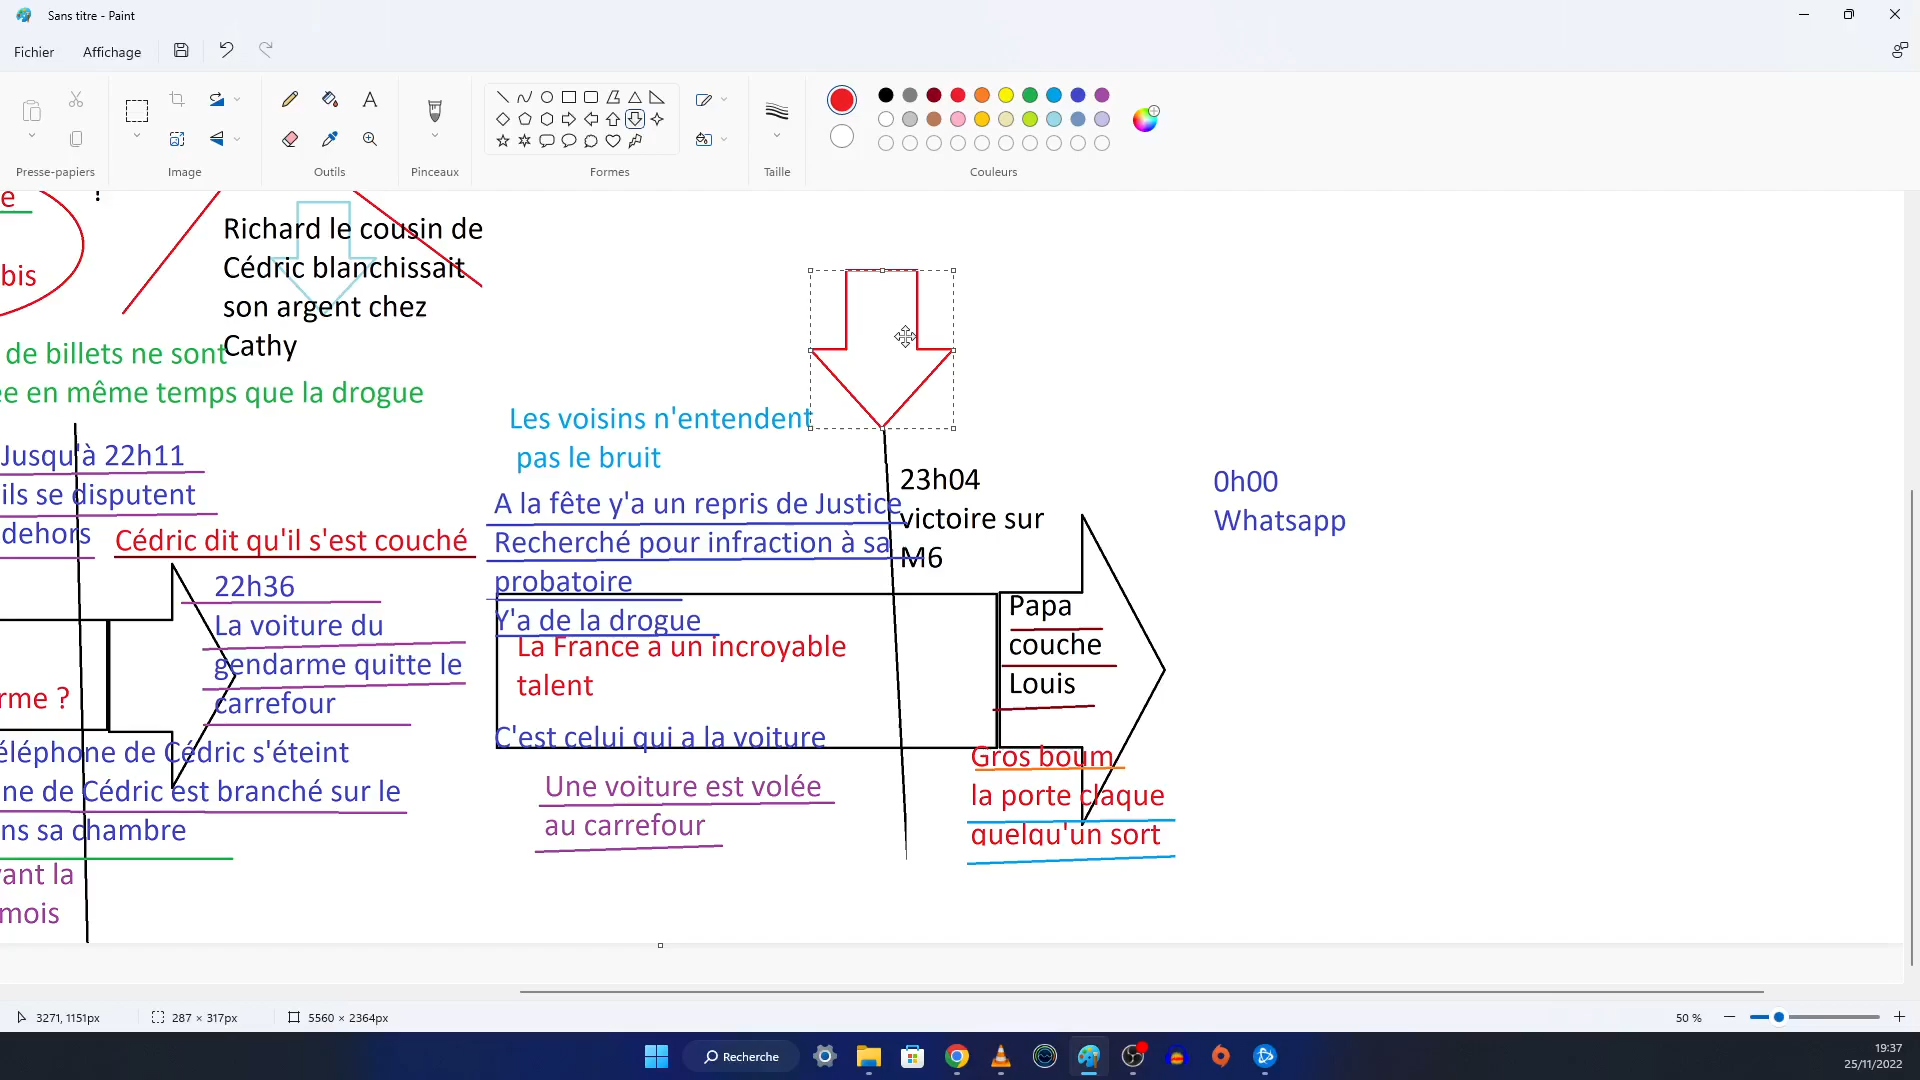 Sans titre - Paint
Fichier
Affichage
Presse-papiers
Image
Outils
Pinceaux
Formes
Taille
Couleurs
e
!
bis
Richard le cousin de
Cédric blanchissait
son argent chez
Cathy
de billets ne sont
ée en même temps que la drogue
Jusqu'à 22h11
ils se disputent
dehors
Cédric dit qu'il s'est couché
22h36
La voiture du
gendarme quitte le
carrefour
rme ?
éléphone de Cédric s'éteint
ne de Cédric est branché sur le
ns sa chambre
ant la
mois
Les voisins n'entendent
pas le bruit
A la fête y'a un repris de Justice
Recherché pour infraction à sa
probatoire
Y'a de la drogue
La France a un incroyable
talent
C'est celui qui a la voiture
Une voiture est volée
au carrefour
23h04
victoire sur
M6
Papa
couche
Louis
Gros boum
la porte claque
quelqu'un sort
0h00
Whatsapp
3271, 1151px
287 × 317px
5560 × 2364px
50 %
Recherche
19:37
25/11/2022